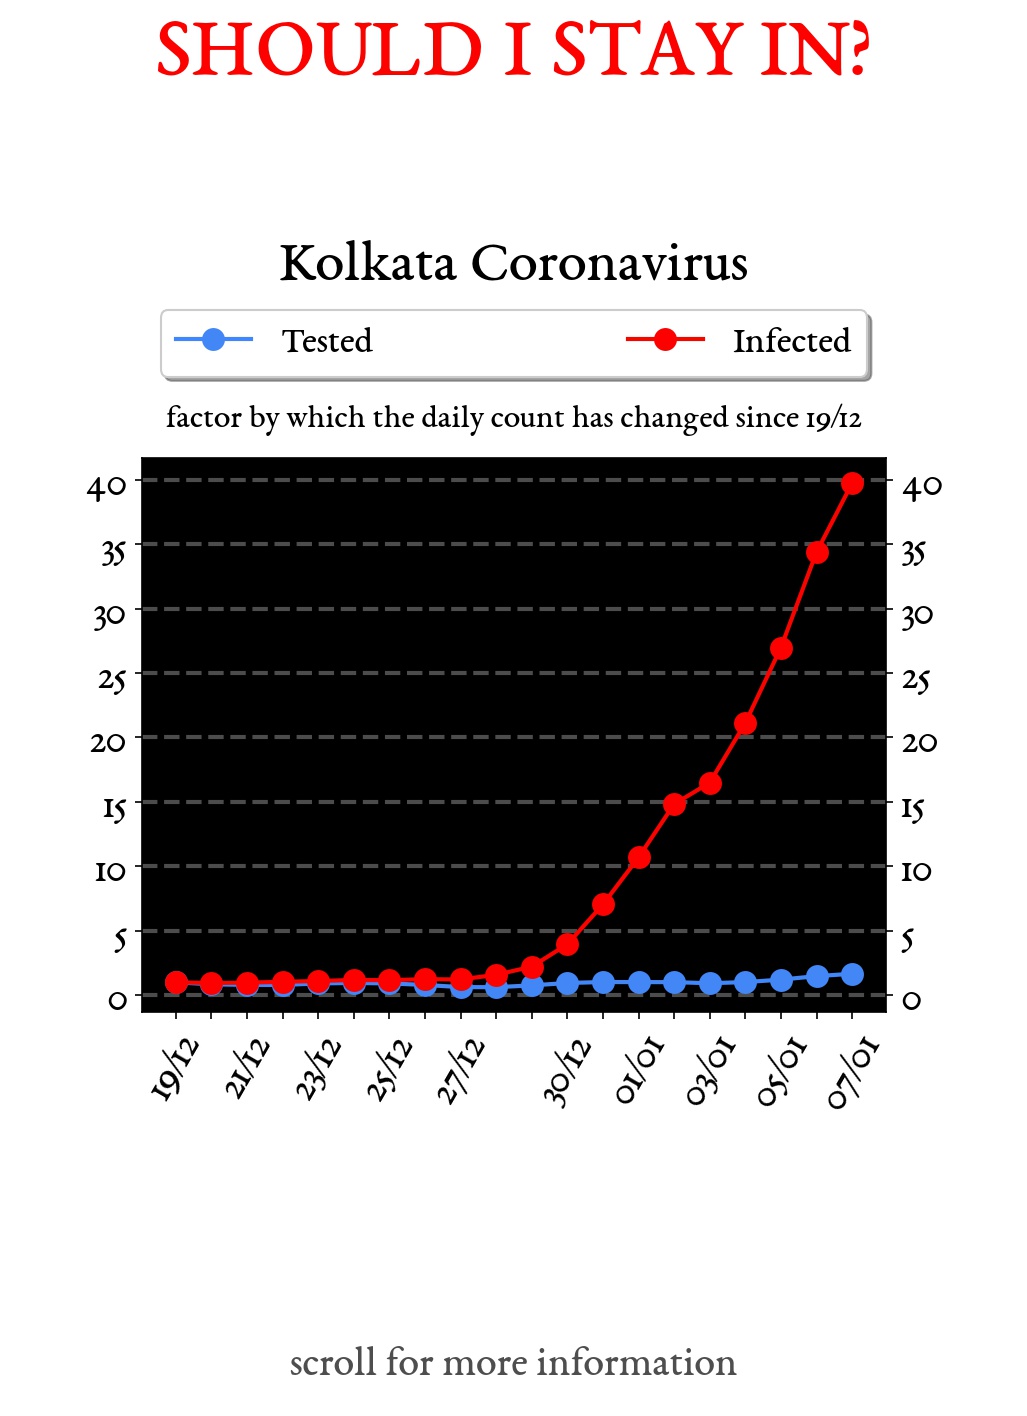 SHOULD I STAY IN?
Kolkata Coronavirus
Tested Infected
factor by which the daily count has changed since 19/12
40 40
35 35
30 30
25 25
20 20
15 15
10 10
5 5
0 0
19/12 21/12 23/12 25/12 27/12 30/12 01/01 03/01 05/01 07/01
scroll for more information